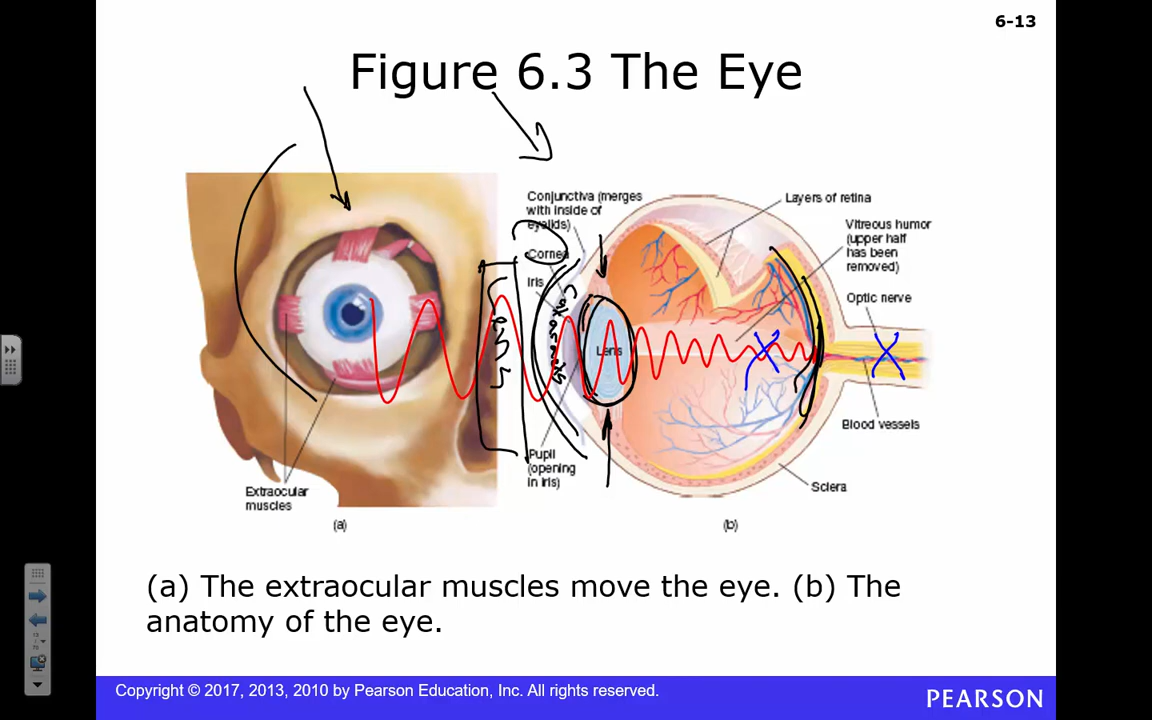 6-13
Figure 6.3 The Eye
Conjunctiva (merges
with inside of
eyelids)
Cornea
Iris
Lens
Pupil
(opening
in iris)
Layers of retina
Vitreous humor
(upper half
has been
removed)
Optic nerve
Blood vessels
Sclera
Extraocular
muscles
(a)
(b)
(a) The extraocular muscles move the eye. (b) The
anatomy of the eye.
Copyright © 2017, 2013, 2010 by Pearson Education, Inc. All rights reserved.
PEARSON